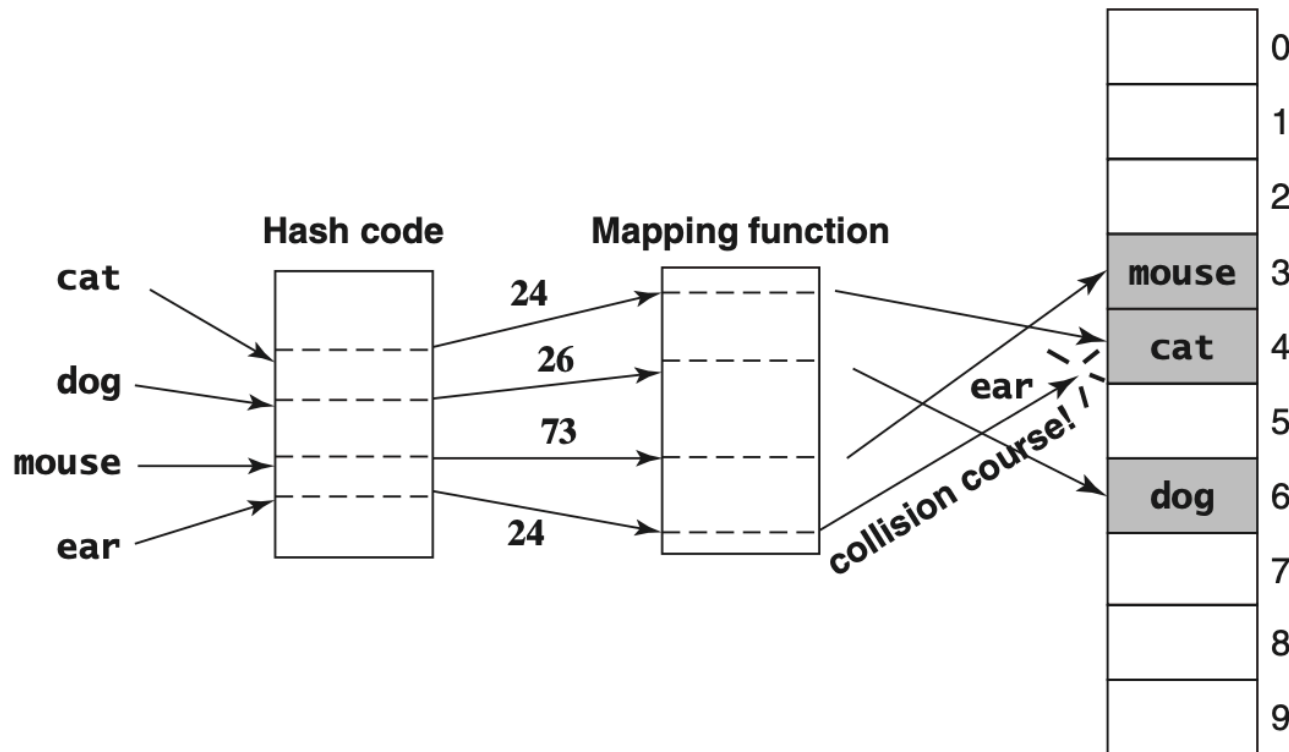 Hash code
Mapping function
cat
dog
mouse
ear
24
26
73
24
ear
collision course!
0
1
2
mouse 3
cat 4
5
dog 6
7
8
9